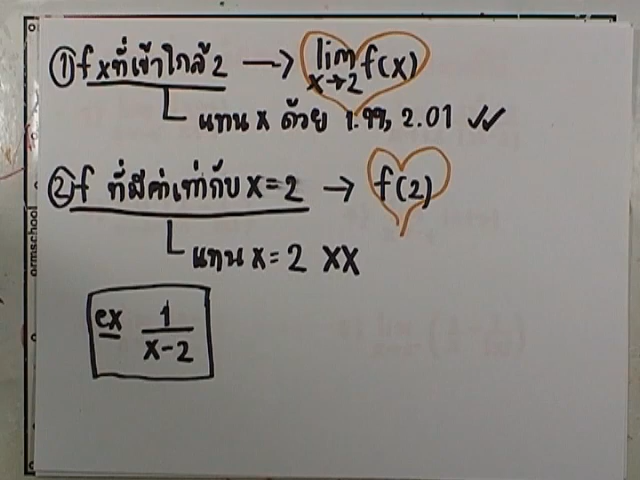 ① f xที่เข้าใกล้ 2 → lim x→2 f(x)
แทน x ด้วย 1.99, 2.01 ✓✓
② f ที่มีค่าเท่ากับ x = 2 → f(2)
แทน x = 2 XX
ex 1/(x-2)
ormschool